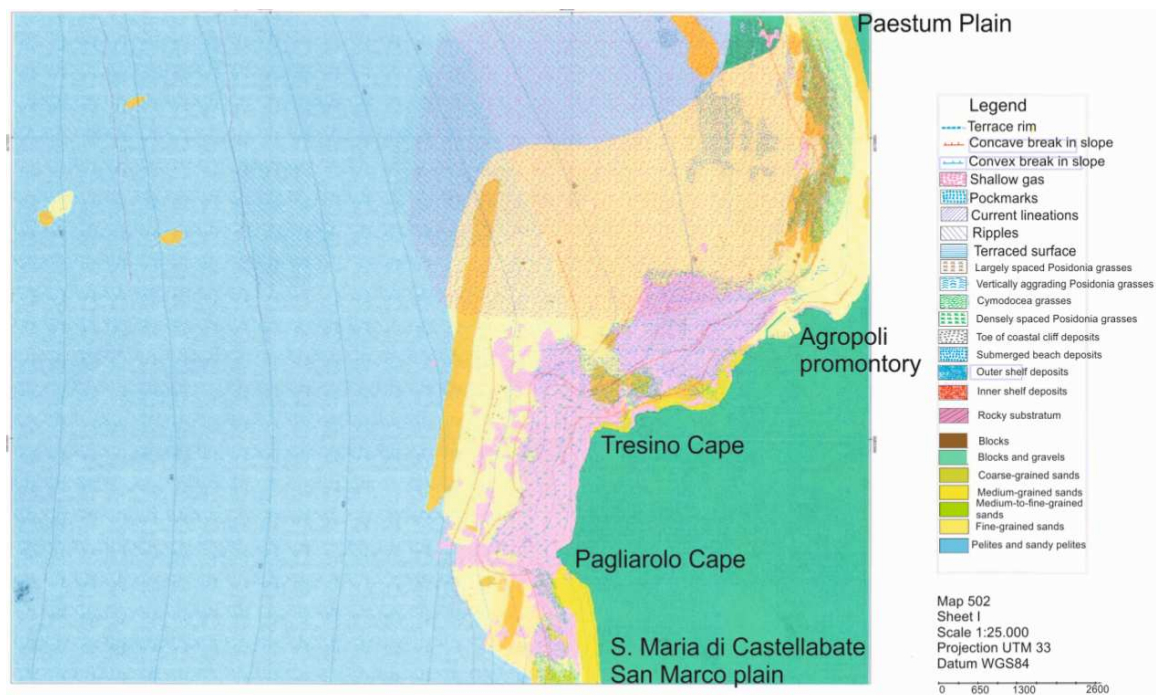 Paestum Plain
Agropoli
promontory
Tresino Cape
Pagliarolo Cape
S. Maria di Castellabate
San Marco plain
Legend
Terrace rim
Concave break in slope
Convex break in slope
Shallow gas
Pockmarks
Current lineations
Ripples
Terraced surface
Largely spaced Posidonia grasses
Vertically aggrading Posidonia grasses
Cymodocea grasses
Densely spaced Posidonia grasses
Toe of coastal cliff deposits
Submerged beach deposits
Outer shelf deposits
Inner shelf deposits
Rocky substratum
Blocks
Blocks and gravels
Coarse-grained sands
Medium-grained sands
Medium-to-fine-grained
sands
Fine-grained sands
Pelites and sandy pelites
Map 502
Sheet I
Scale 1:25.000
Projection UTM 33
Datum WGS84
0 650 1300 2600